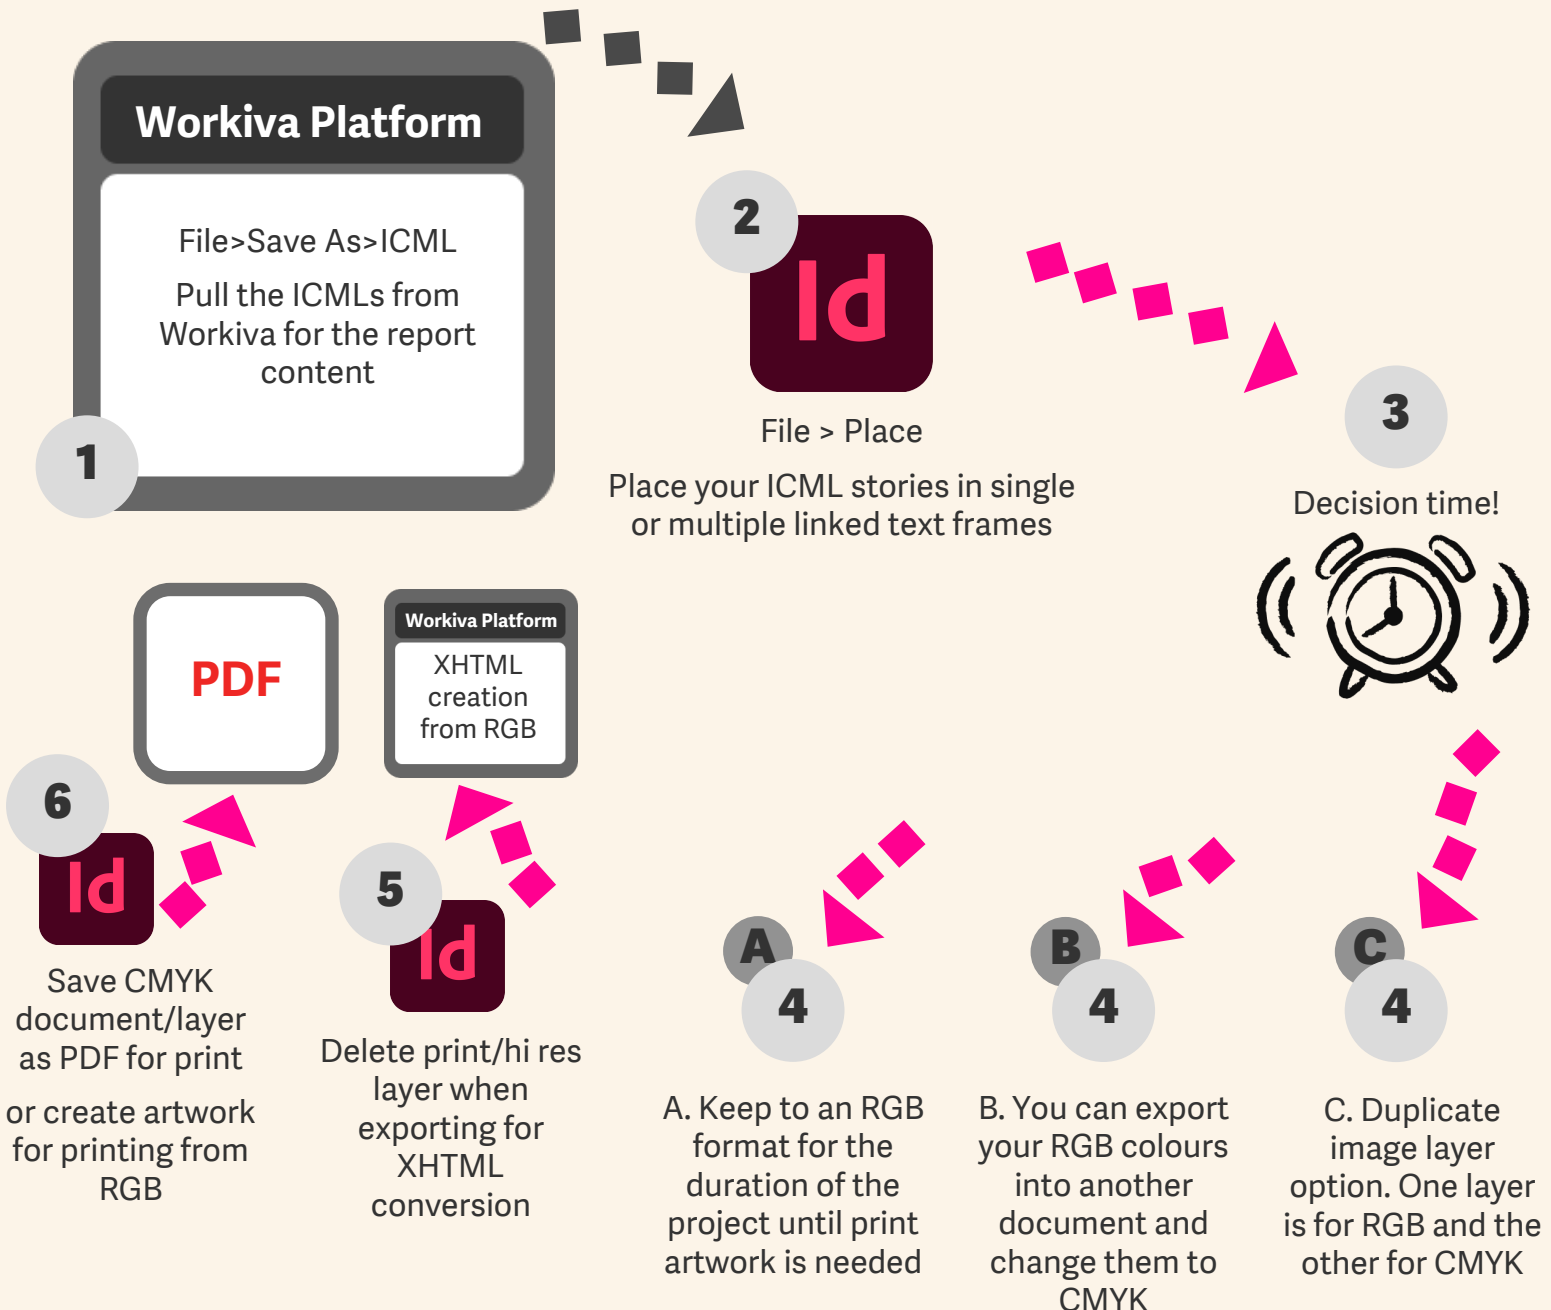 Workiva Platform
File>Save As>ICML
Pull the ICMLs from
Workiva for the report
content
1
2
Id
File > Place
Place your ICML stories in single
or multiple linked text frames
3
Decision time!
A
4
A. Keep to an RGB
format for the
duration of the
project until print
artwork is needed
B
4
B. You can export
your RGB colours
into another
document and
change them to
CMYK
C
4
C. Duplicate
image layer
option. One layer
is for RGB and the
other for CMYK
Workiva Platform
XHTML
creation
from RGB
5
Id
Delete print/hi res
layer when
exporting for
XHTML
conversion
PDF
6
Id
Save CMYK
document/layer
as PDF for print
or create artwork
for printing from
RGB